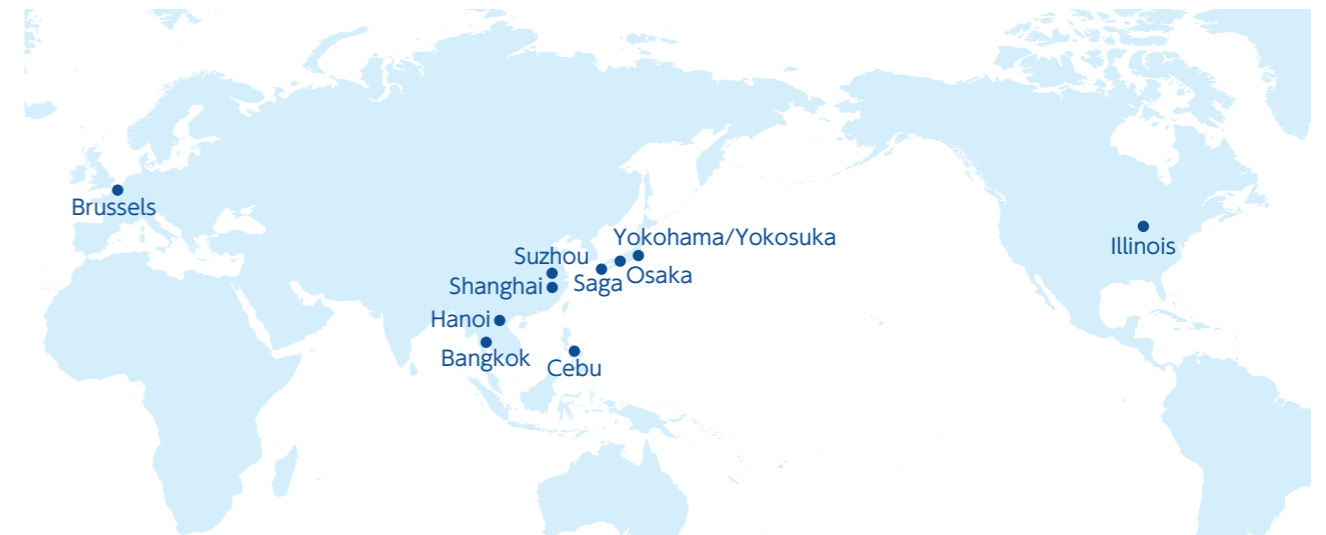 Brussels
Yokohama/Yokosuka
Illinois
Suzhou
Osaka
Saga
Shanghai
Hanoi
Bangkok
Cebu